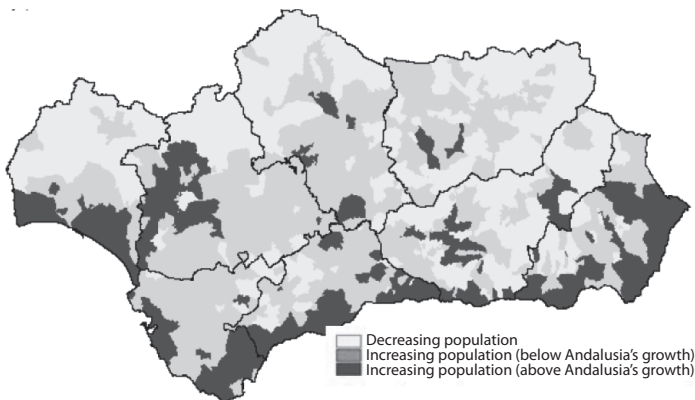 Decreasing population
Increasing population (below Andalusia's growth)
Increasing population (above Andalusia's growth)